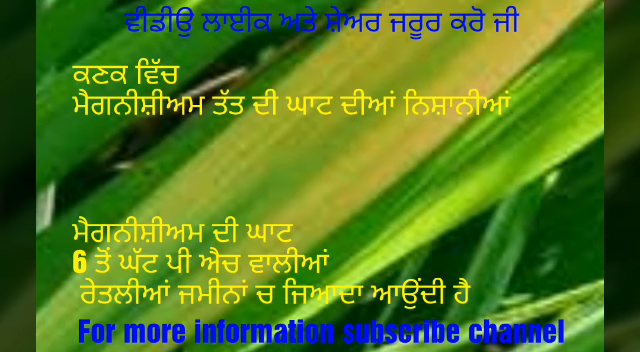 ਵੀਡੀਉ ਲਾਈਕ ਅਤੇ ਸ਼ੇਅਰ ਜਰੂਰ ਕਰੋ ਜੀ
ਕਣਕ ਵਿੱਚ
ਮੈਗਨੀਸ਼ੀਅਮ ਤੱਤ ਦੀ ਘਾਟ ਦੀਆਂ ਨਿਸ਼ਾਨੀਆਂ
ਮੈਗਨੀਸ਼ੀਅਮ ਦੀ ਘਾਟ
6 ਤੋਂ ਘੱਟ ਪੀ ਐਚ ਵਾਲੀਆਂ
ਰੇਤਲੀਆਂ ਜਮੀਨਾਂ ਚ ਜਿਆਦਾ ਆਉਂਦੀ ਹੈ
For more information subscribe channel